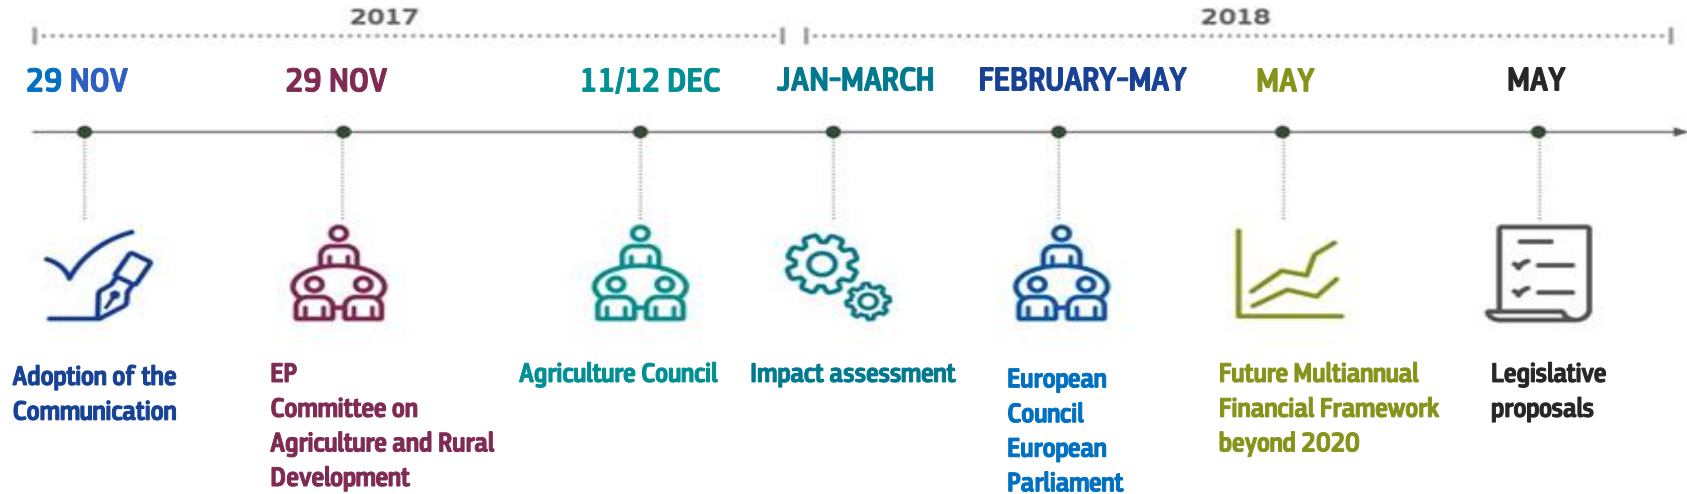 2017
2018
29 NOV
29 NOV
11/12 DEC
JAN-MARCH
FEBRUARY-MAY
MAY
MAY
Adoption of the
Communication
EP
Committee on
Agriculture and Rural
Development
Agriculture Council
Impact assessment
European
Council
European
Parliament
Future Multiannual
Financial Framework
beyond 2020
Legislative
proposals